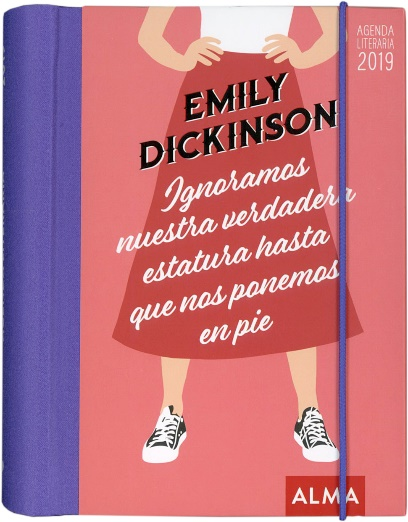 AGENDA
LITERARIA
2019
EMILY
DICKINSON
Ignoramos
nuestra verdadera
estatura hasta
que nos ponemos
en pie
ALMA